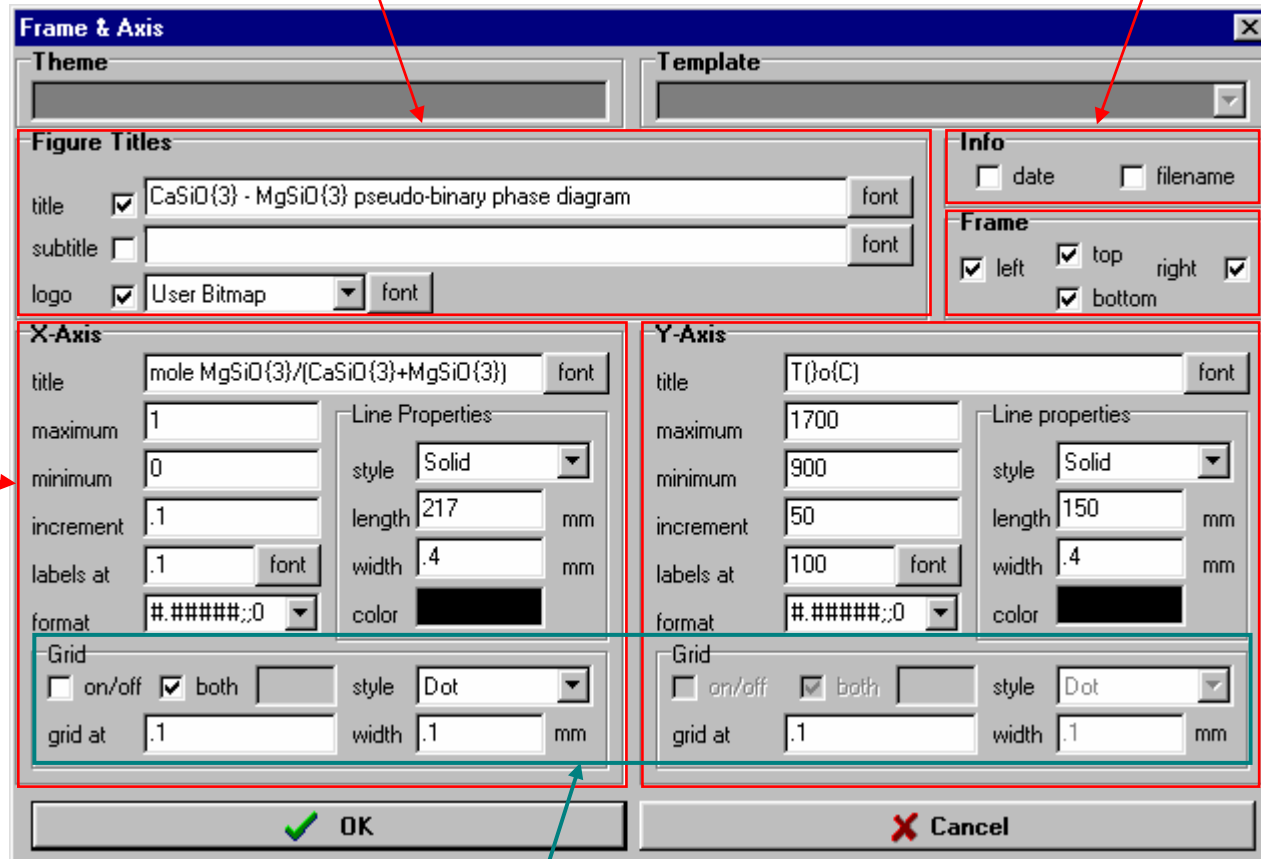 Frame & Axis
Theme
Template
Figure Titles
title CaSiO{3} - MgSiO{3} pseudo-binary phase diagram font
subtitle font
logo User Bitmap font
Info
date filename
Frame
left top right
bottom
X-Axis
title mole MgSiO{3}/(CaSiO{3}+MgSiO{3}) font
maximum 1
minimum 0
increment .1
labels at .1 font
format #.#####;;0
Line Properties
style Solid
length 217 mm
width .4 mm
color
Grid
on/off both style Dot
grid at .1 width .1 mm
Y-Axis
title T(}o{C) font
maximum 1700
minimum 900
increment 50
labels at 100 font
format #.#####;;0
Line properties
style Solid
length 150 mm
width .4 mm
color
Grid
on/off both style Dot
grid at .1 width .1 mm
OK
Cancel